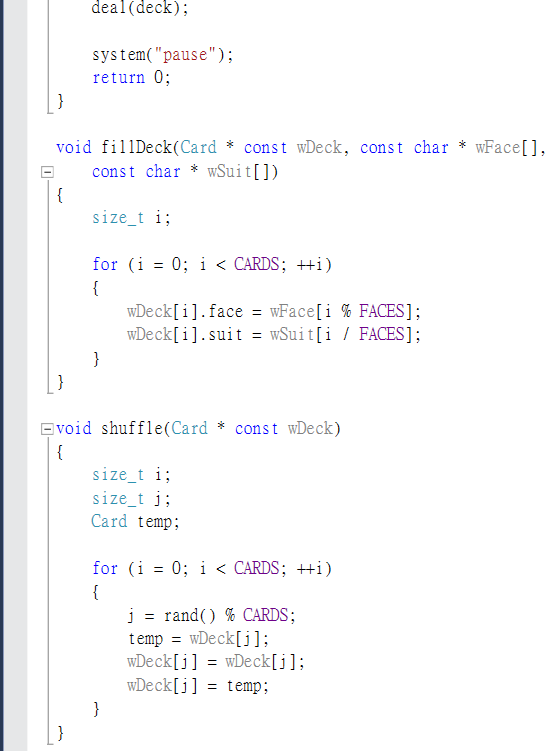 deal(deck);
system("pause");
return 0;
}
void fillDeck(Card * const wDeck, const char * wFace[],
const char * wSuit[])
{
size_t i;
for (i = 0; i < CARDS; ++i)
{
wDeck[i].face = wFace[i % FACES];
wDeck[i].suit = wSuit[i / FACES];
}
}
void shuffle(Card * const wDeck)
{
size_t i;
size_t j;
Card temp;
for (i = 0; i < CARDS; ++i)
{
j = rand() % CARDS;
temp = wDeck[j];
wDeck[j] = wDeck[j];
wDeck[j] = temp;
}
}